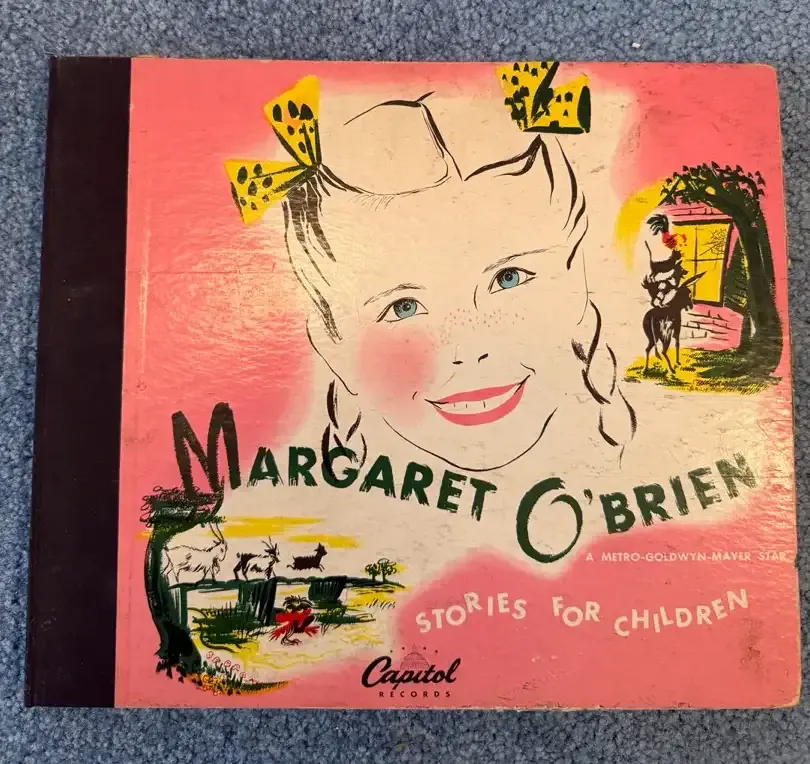 MARGARET O'BRIEN
A METRO-GOLDWYN-MAYER STAR
STORIES FOR CHILDREN
Capitol
RECORDS